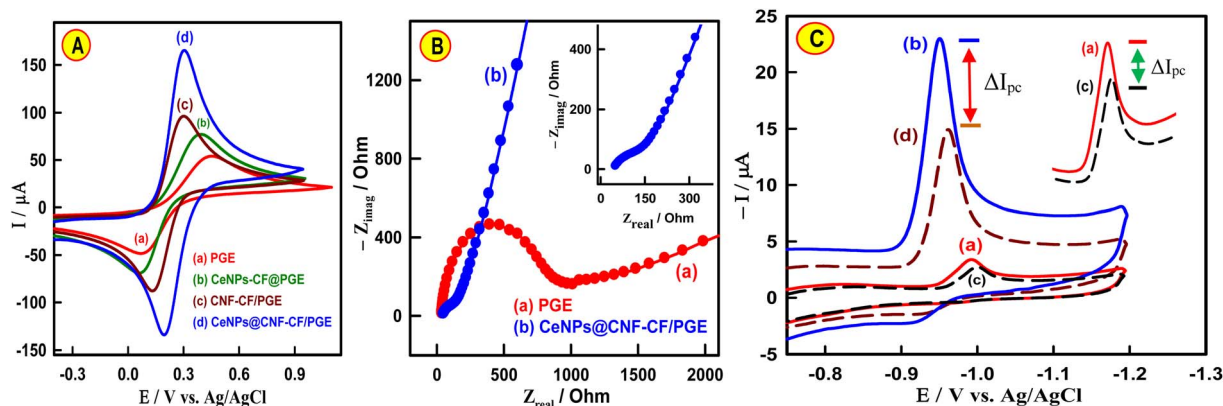 A
I / μA
150
100
50
0
-50
-100
-150
-0.3
0.0
0.3
0.6
0.9
E / V vs. Ag/AgCl
(d)
(c)
(b)
(a)
(a) PGE
(b) CeNPs-CF@PGE
(c) CNF-CF/PGE
(d) CeNPs@CNF-CF/PGE
B
– Z_imag / Ohm
1200
800
400
0
0
500
1000
1500
2000
Z_real / Ohm
(b)
(a)
(a) PGE
(b) CeNPs@CNF-CF/PGE
– Z_imag / Ohm
400
200
0
0
150
300
Z_real / Ohm
C
– I / μA
25
20
15
10
5
0
-5
-0.8
-0.9
-1.0
-1.1
-1.2
-1.3
E / V vs. Ag/AgCl
(b)
ΔI_pc
(d)
(a)
(c)
(a)
ΔI_pc
(c)